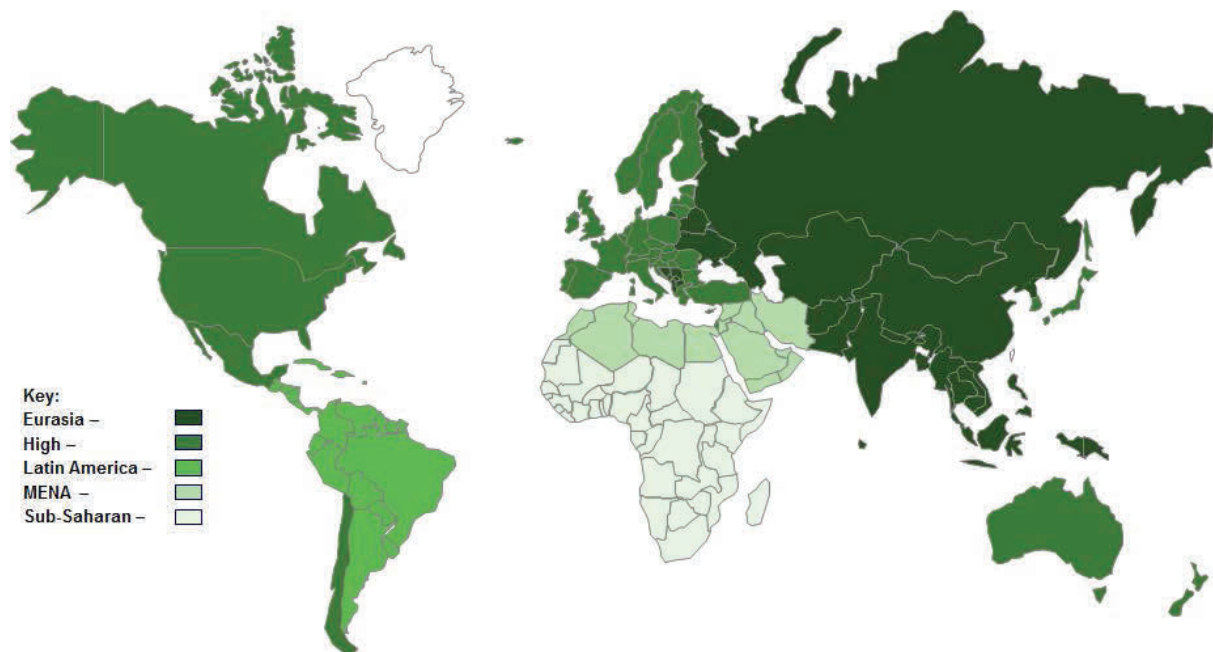 Key:
Eurasia –
High –
Latin America –
MENA –
Sub-Saharan –